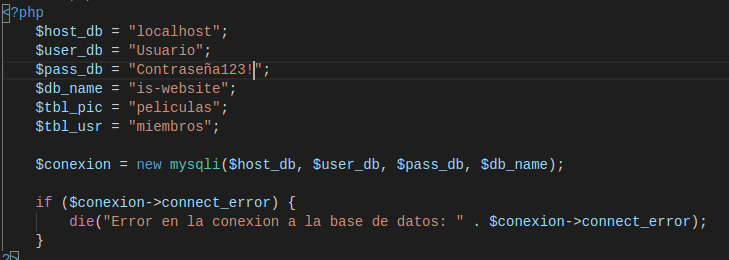 <?php
$host_db = "localhost";
$user_db = "Usuario";
$pass_db = "Contraseña123!";
$db_name = "is-website";
$tbl_pic = "peliculas";
$tbl_usr = "miembros";
$conexion = new mysqli($host_db, $user_db, $pass_db, $db_name);
if ($conexion->connect_error) {
die("Error en la conexion a la base de datos: " . $conexion->connect_error);
}
?>